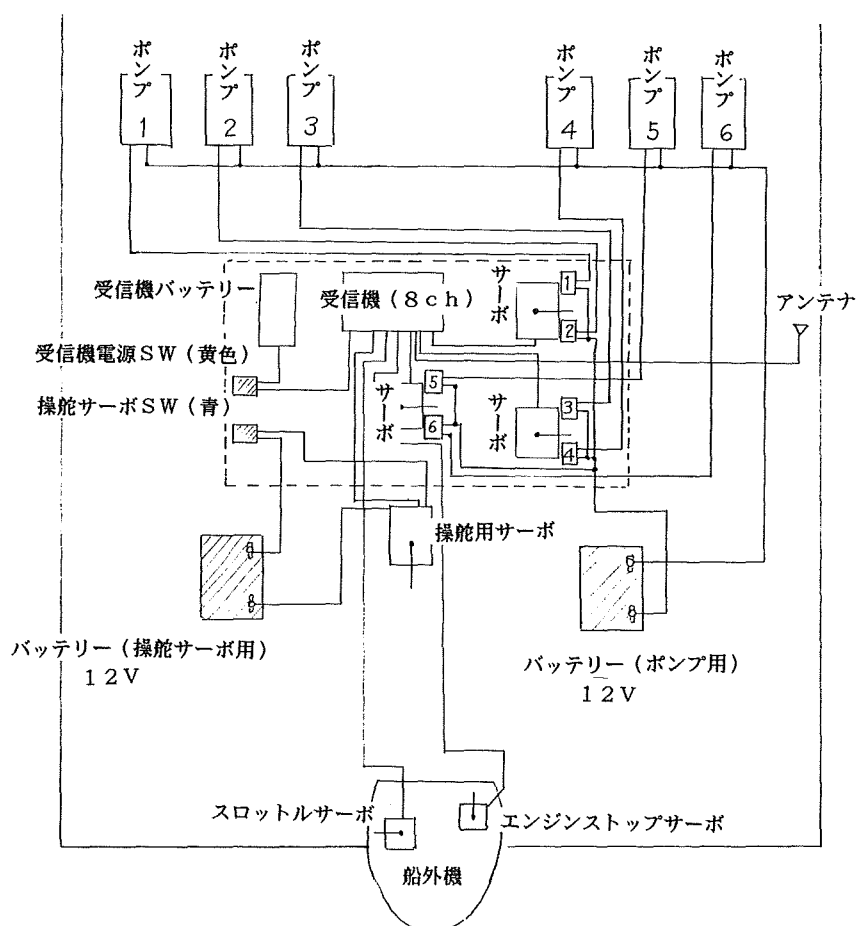 ポンプ
1
ポンプ
2
ポンプ
3
ポンプ
4
ポンプ
5
ポンプ
6
受信機バッテリー
受信機（8ch）
サーボ
1
2
アンテナ
受信機電源SW（黄色）
操舵サーボSW（青）
サーボ
5
6
サーボ
3
4
操舵用サーボ
バッテリー（操舵サーボ用）
12V
バッテリー（ポンプ用）
12V
スロットルサーボ
エンジンストップサーボ
船外機